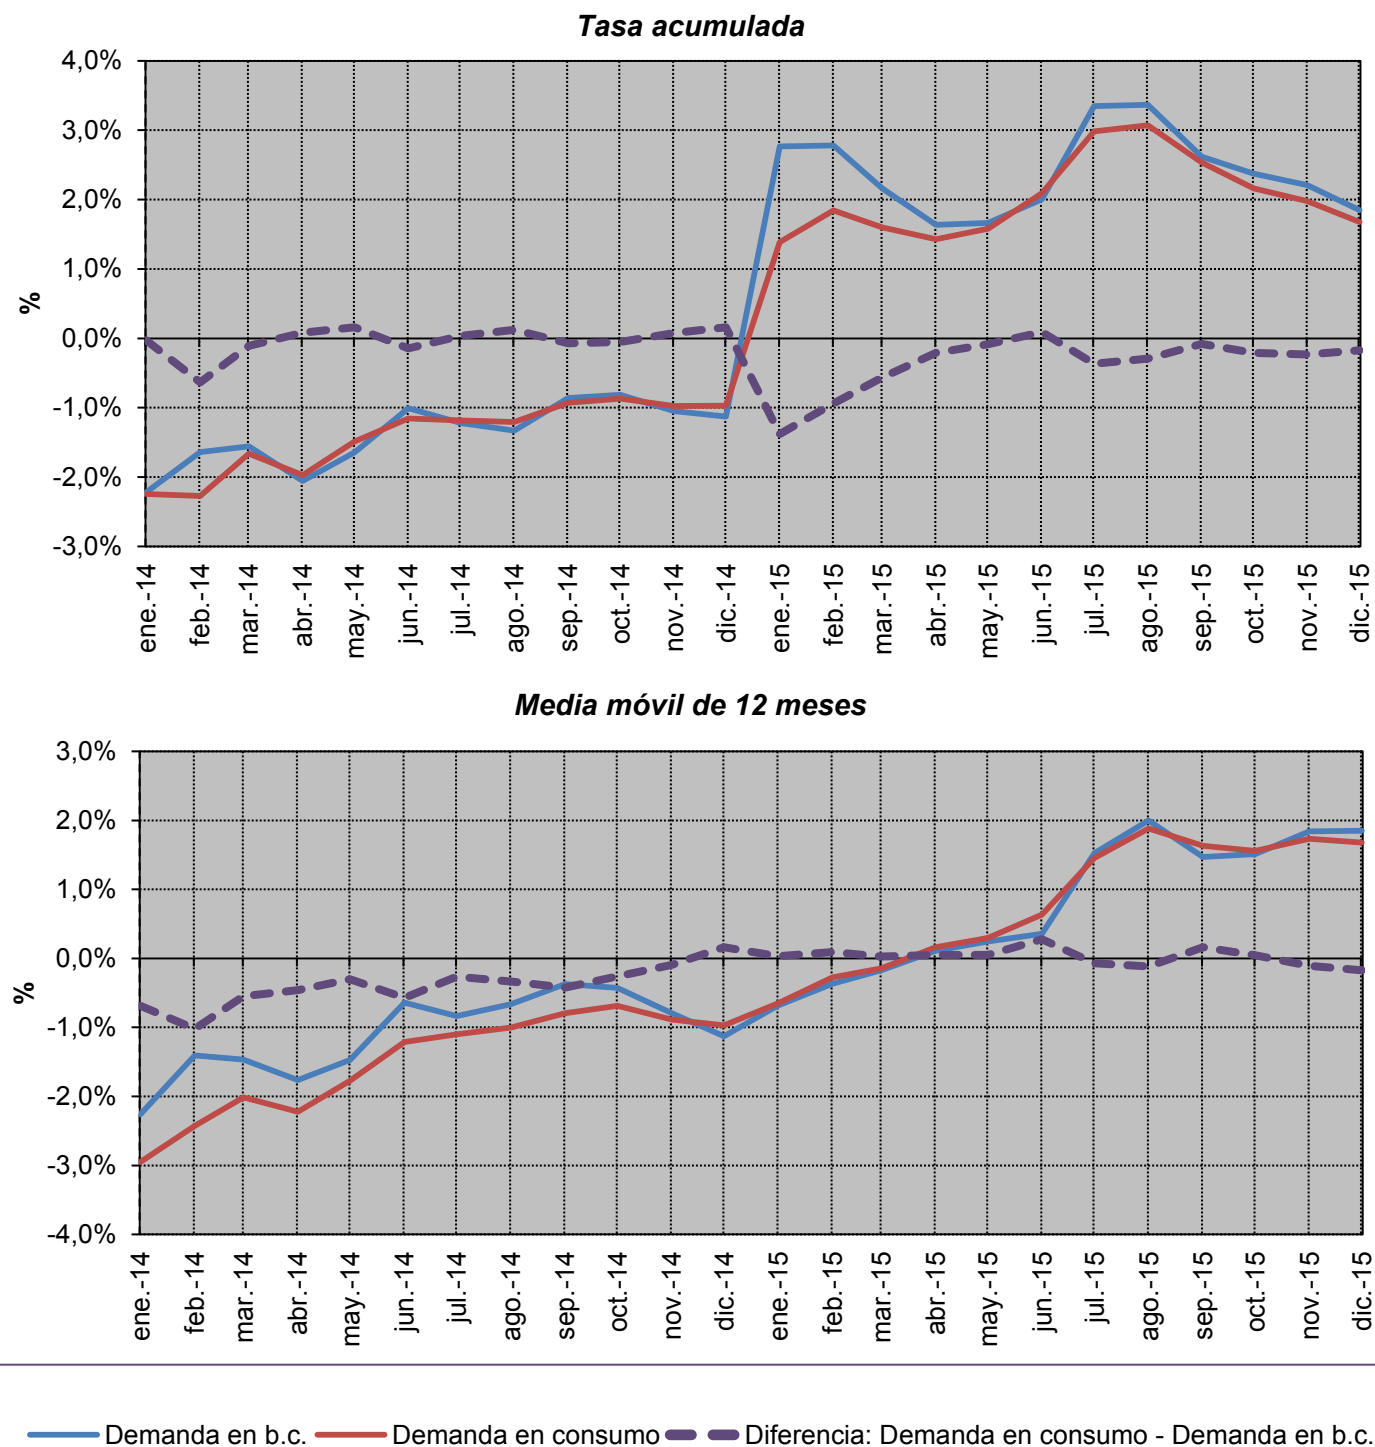 Tasa acumulada
4,0%
3,0%
2,0%
1,0%
0,0%
-1,0%
-2,0%
-3,0%
%
ene.-14
feb.-14
mar.-14
abr.-14
may.-14
jun.-14
jul.-14
ago.-14
sep.-14
oct.-14
nov.-14
dic.-14
ene.-15
feb.-15
mar.-15
abr.-15
may.-15
jun.-15
jul.-15
ago.-15
sep.-15
oct.-15
nov.-15
dic.-15
Media móvil de 12 meses
3,0%
2,0%
1,0%
0,0%
-1,0%
-2,0%
-3,0%
-4,0%
%
ene.-14
feb.-14
mar.-14
abr.-14
may.-14
jun.-14
jul.-14
ago.-14
sep.-14
oct.-14
nov.-14
dic.-14
ene.-15
feb.-15
mar.-15
abr.-15
may.-15
jun.-15
jul.-15
ago.-15
sep.-15
oct.-15
nov.-15
dic.-15
Demanda en b.c. Demanda en consumo Diferencia: Demanda en consumo - Demanda en b.c.